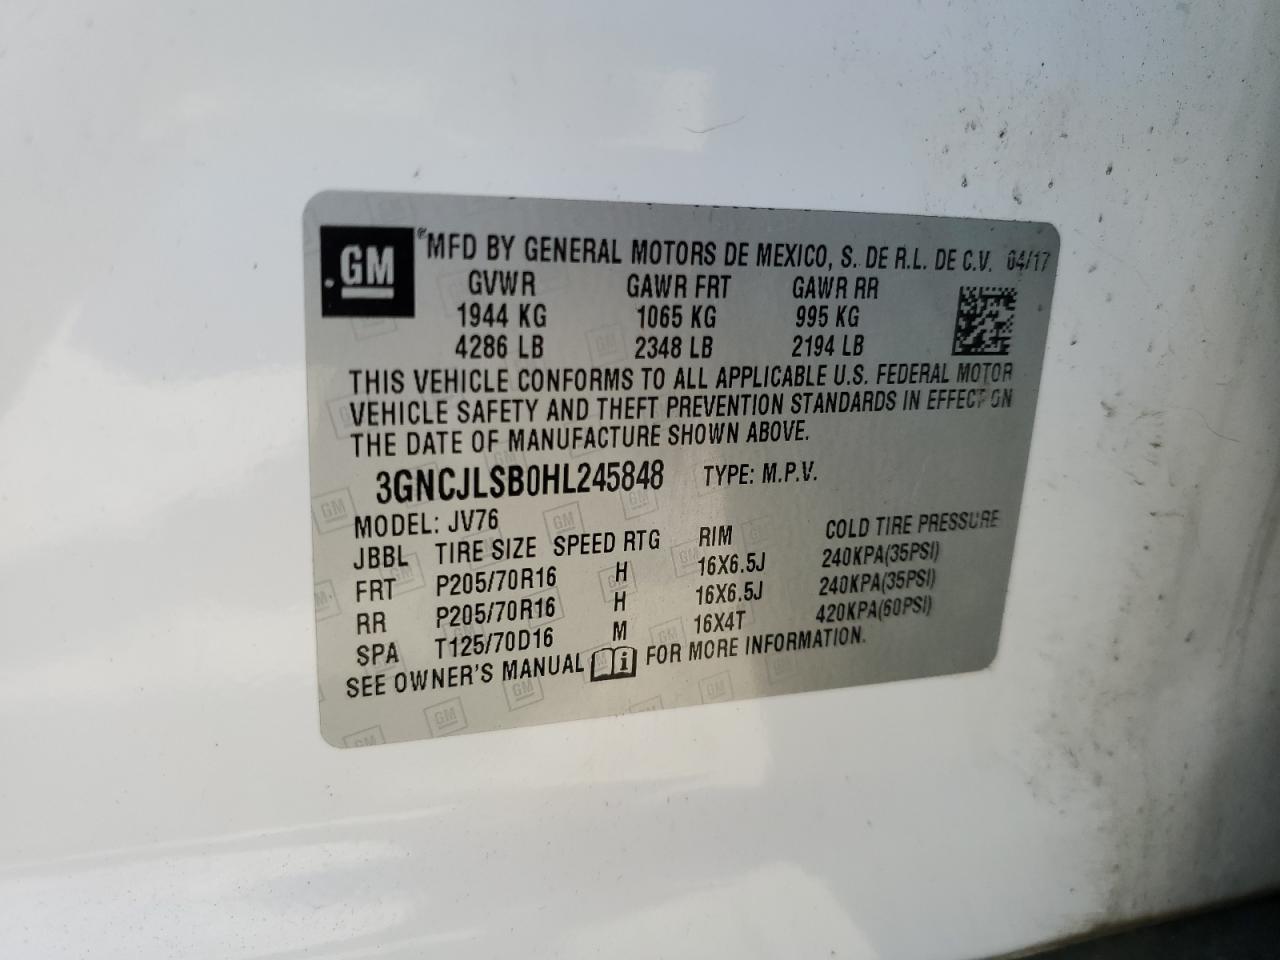 GM
®MFD BY GENERAL MOTORS DE MEXICO, S. DE R.L. DE C.V. 04/17
GVWR GAWR FRT GAWR RR
1944 KG 1065 KG 995 KG
4286 LB 2348 LB 2194 LB
THIS VEHICLE CONFORMS TO ALL APPLICABLE U.S. FEDERAL MOTOR
VEHICLE SAFETY AND THEFT PREVENTION STANDARDS IN EFFECT ON
THE DATE OF MANUFACTURE SHOWN ABOVE.
3GNCJLSB0HL245848 TYPE: M.P.V.
MODEL: JV76
JBBL TIRE SIZE SPEED RTG RIM COLD TIRE PRESSURE
FRT P205/70R16 H 16X6.5J 240KPA(35PSI)
RR P205/70R16 H 16X6.5J 240KPA(35PSI)
SPA T125/70D16 M 16X4T 420KPA(60PSI)
SEE OWNER'S MANUAL i FOR MORE INFORMATION.